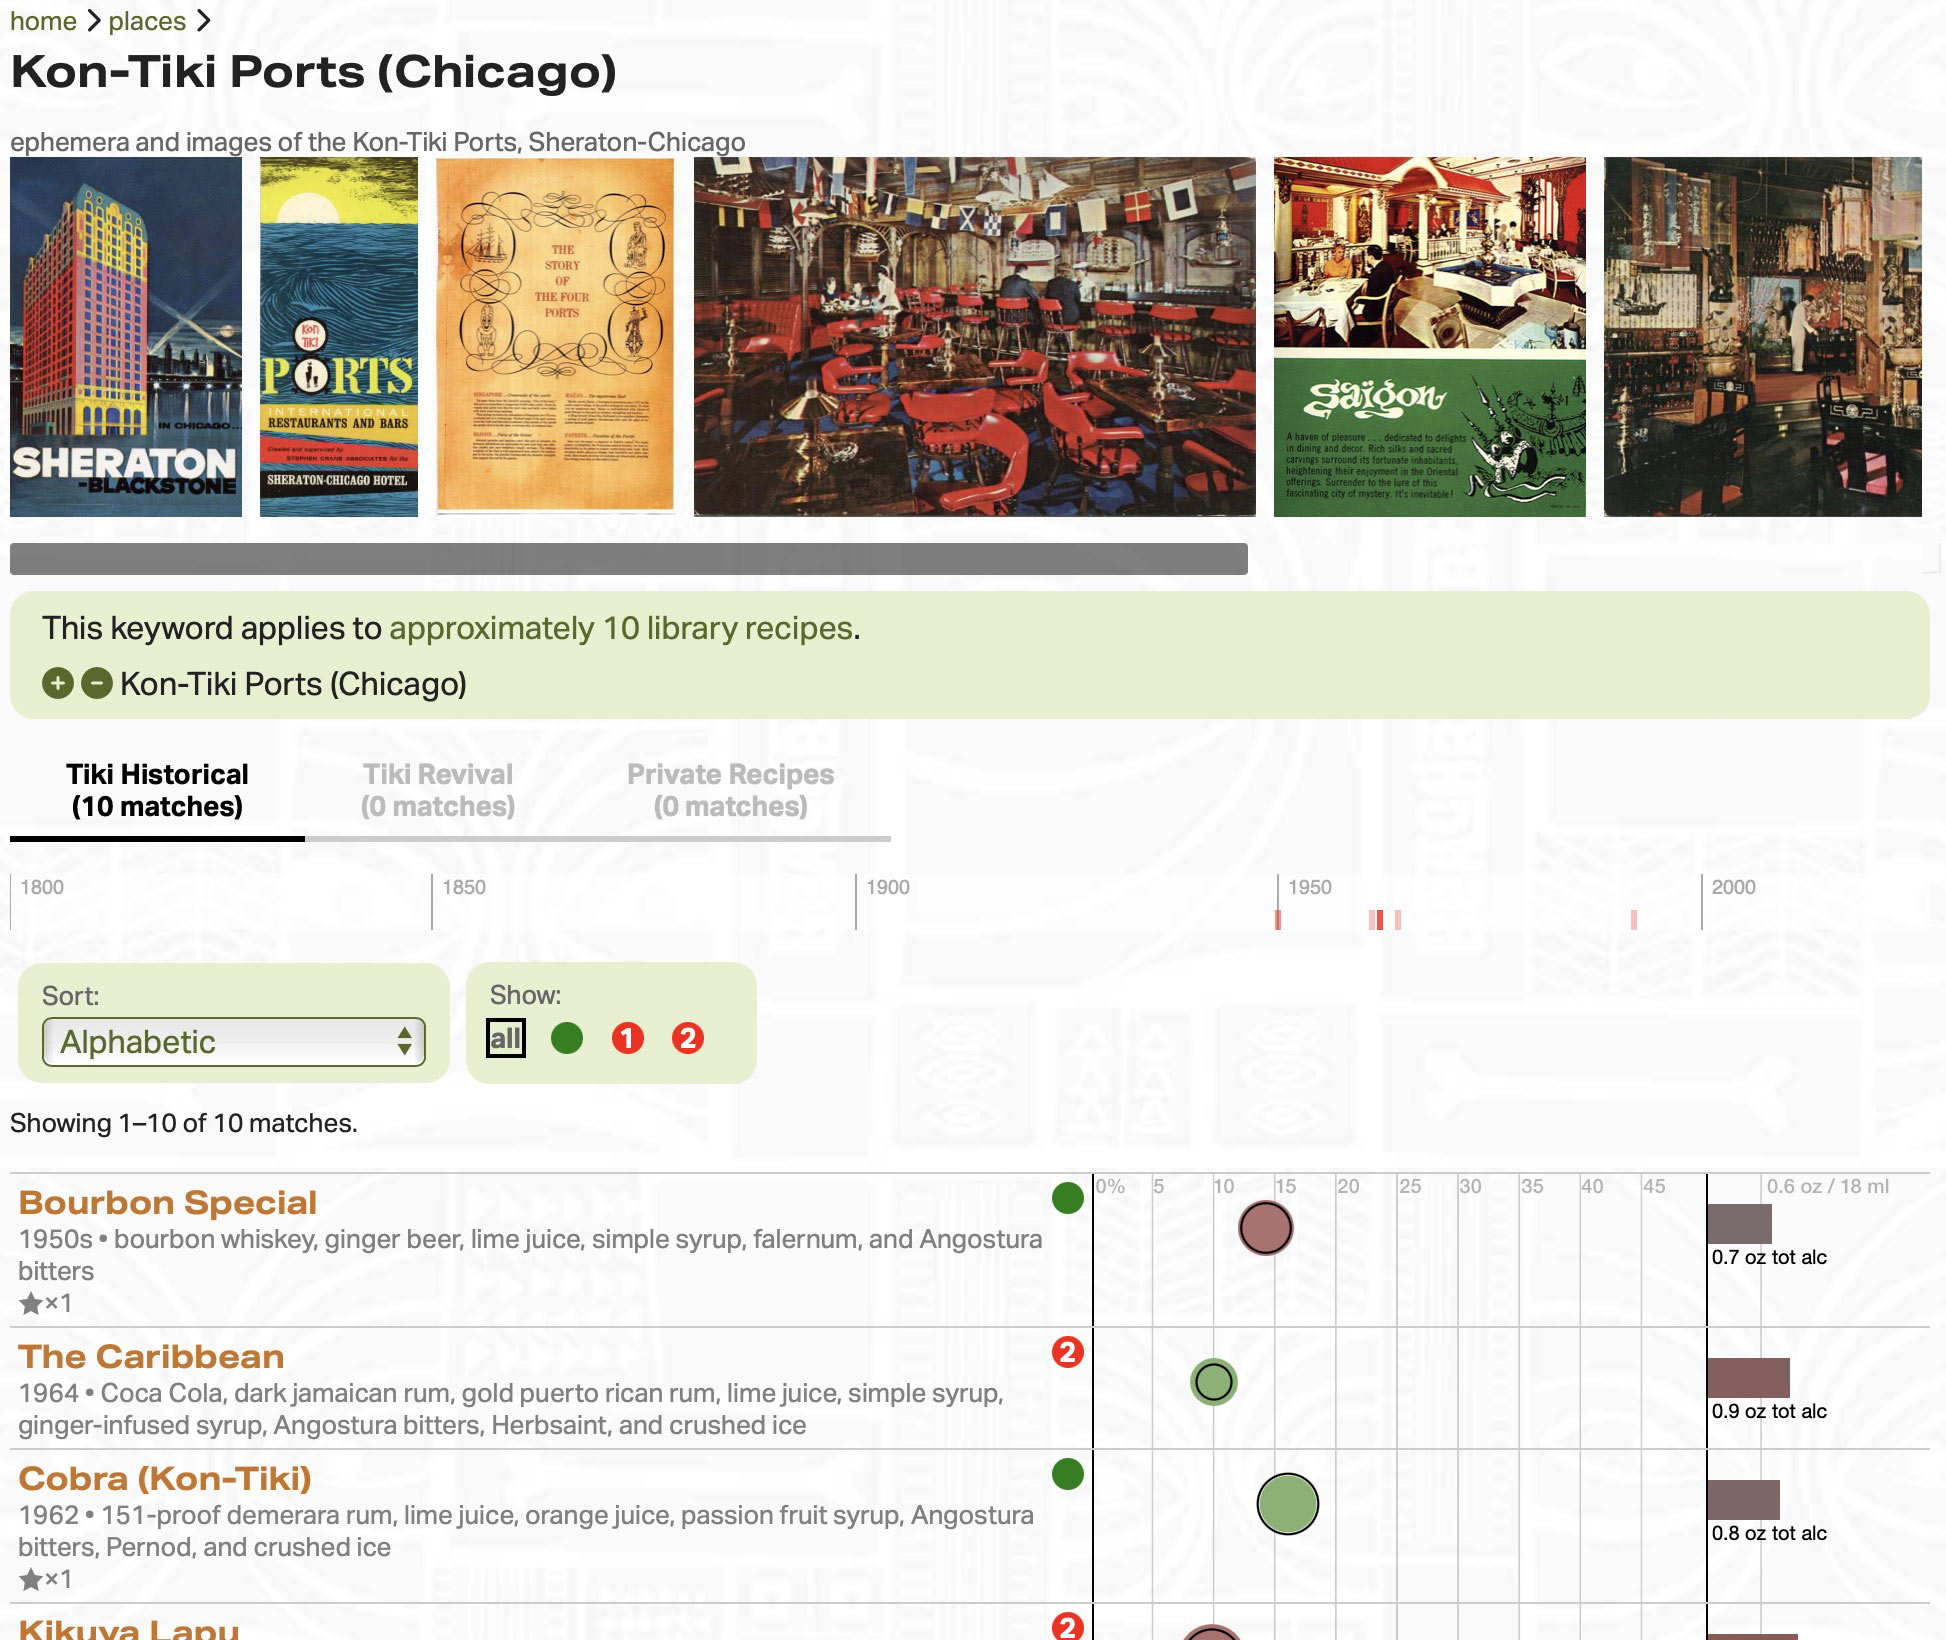 home > places >
Kon-Tiki Ports (Chicago)
ephemera and images of the Kon-Tiki Ports, Sheraton-Chicago
IN CHICAGO...
SHERATON
-BLACKSTONE
Kon
TIKI
PORTS
INTERNATIONAL
RESTAURANTS AND BARS
Created and supervised by
STEPHEN CRANE ASSOCIATES for the
SHERATON-CHICAGO HOTEL
THE
STORY
OF
THE FOUR
PORTS
Saigon
A haven of pleasure . . . dedicated to delights
in dining and decor. Rich silks and sacred
carvings surround its fortunate inhabitants,
heightening their enjoyment in the Oriental
offerings. Surrender to the lure of this
fascinating city of mystery. It's inevitable!
This keyword applies to approximately 10 library recipes.
+ - Kon-Tiki Ports (Chicago)
Tiki Historical
(10 matches)
Tiki Revival
(0 matches)
Private Recipes
(0 matches)
1800 1850 1900 1950 2000
Sort:
Alphabetic
Show:
all 1 2
Showing 1–10 of 10 matches.
0% 5 10 15 20 25 30 35 40 45 0.6 oz / 18 ml
Bourbon Special
1950s • bourbon whiskey, ginger beer, lime juice, simple syrup, falernum, and Angostura
bitters
★×1
0.7 oz tot alc
The Caribbean
2
1964 • Coca Cola, dark jamaican rum, gold puerto rican rum, lime juice, simple syrup,
ginger-infused syrup, Angostura bitters, Herbsaint, and crushed ice
0.9 oz tot alc
Cobra (Kon-Tiki)
1962 • 151-proof demerara rum, lime juice, orange juice, passion fruit syrup, Angostura
bitters, Pernod, and crushed ice
★×1
0.8 oz tot alc
Kikuya Lapu
2